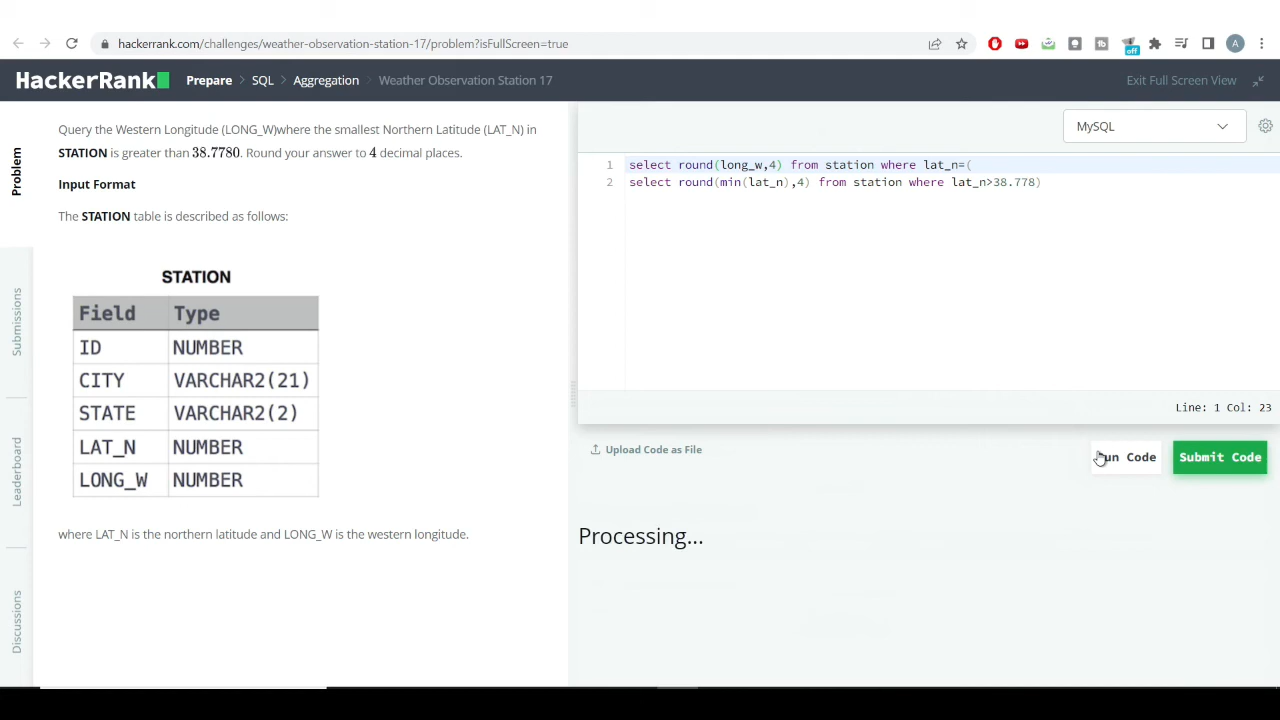 hackerrank.com/challenges/weather-observation-station-17/problem?isFullScreen=true
off
A
HackerRank
Prepare > SQL > Aggregation > Weather Observation Station 17
Exit Full Screen View
Problem
Submissions
Leaderboard
Discussions
Query the Western Longitude (LONG_W)where the smallest Northern Latitude (LAT_N) in
STATION is greater than 38.7780. Round your answer to 4 decimal places.
Input Format
The STATION table is described as follows:
STATION
Field Type
ID NUMBER
CITY VARCHAR2(21)
STATE VARCHAR2(2)
LAT_N NUMBER
LONG_W NUMBER
where LAT_N is the northern latitude and LONG_W is the western longitude.
MySQL
1 select round(long_w,4) from station where lat_n=(
2 select round(min(lat_n),4) from station where lat_n>38.778)
Line: 1 Col: 23
Upload Code as File
Code
Submit Code
Processing...